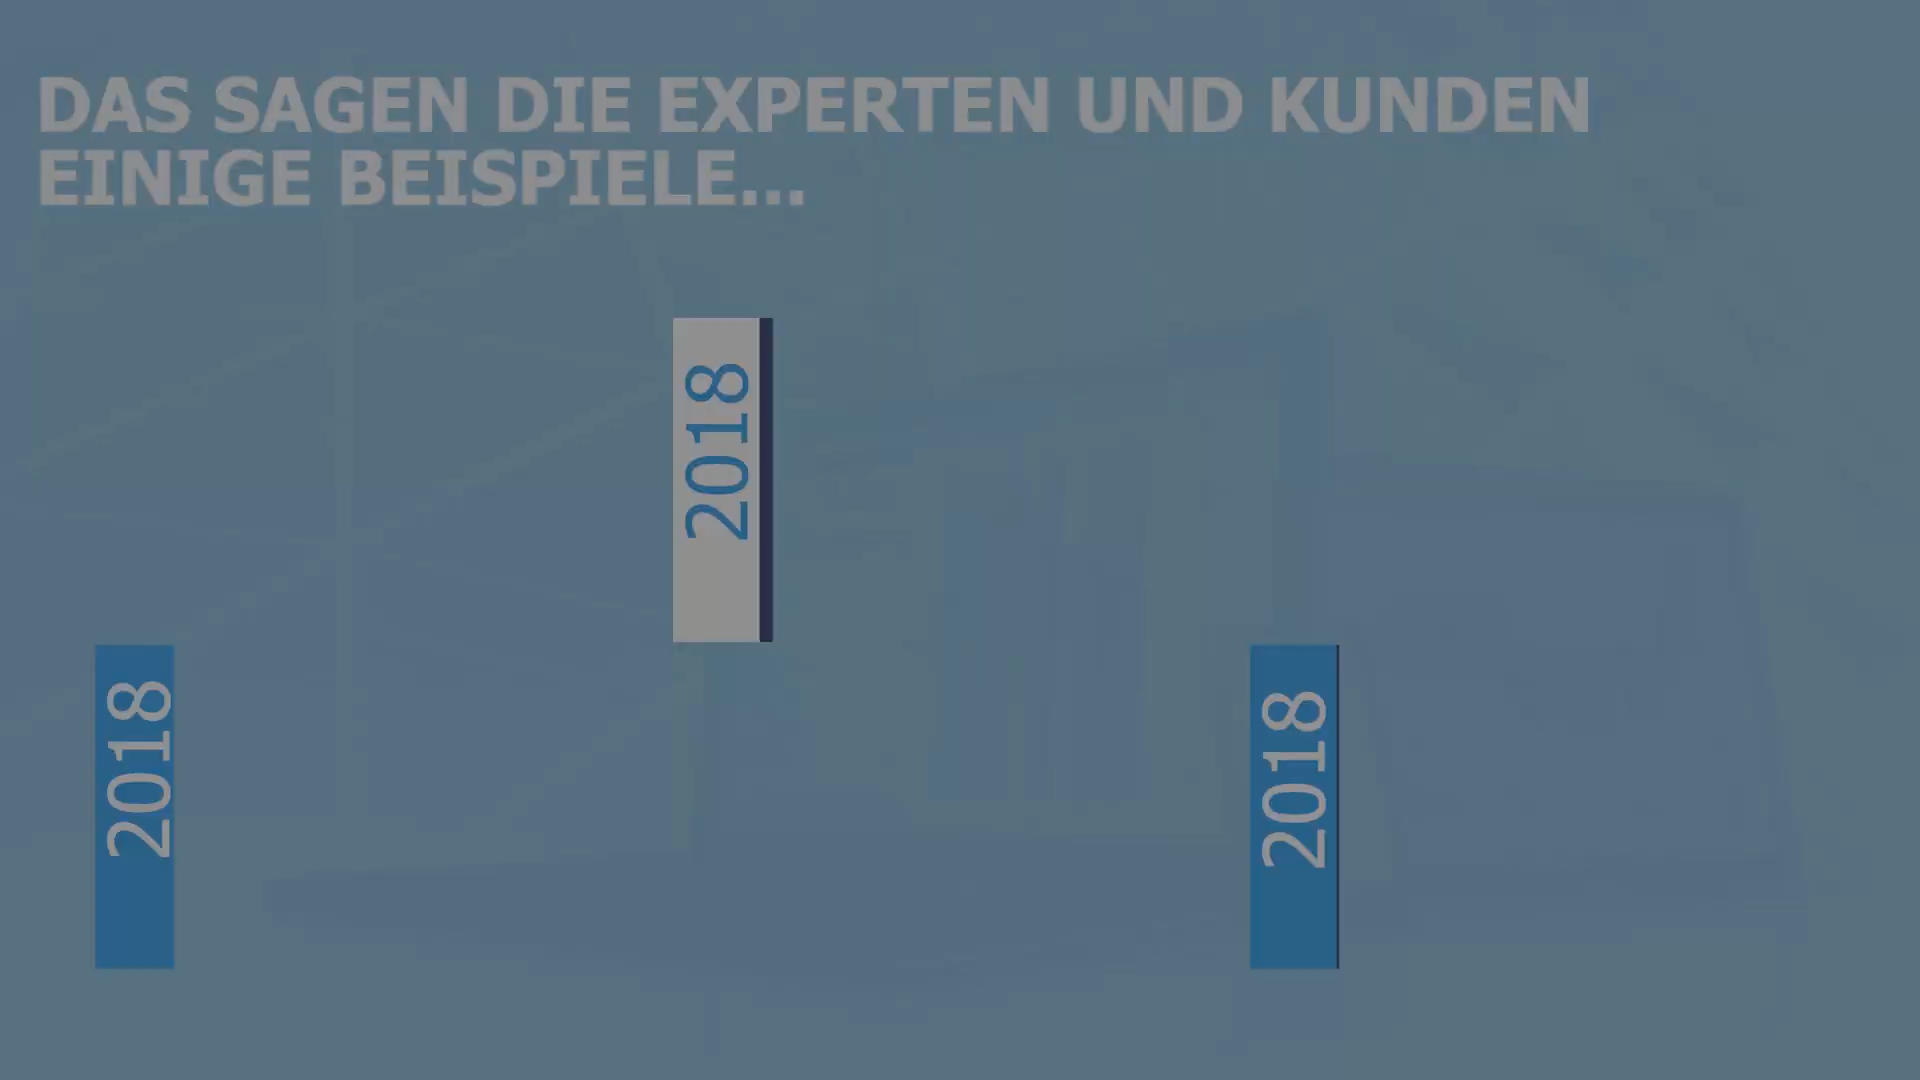 DAS SAGEN DIE EXPERTEN UND KUNDEN
EINIGE BEISPIELE...
2018
2018
2018